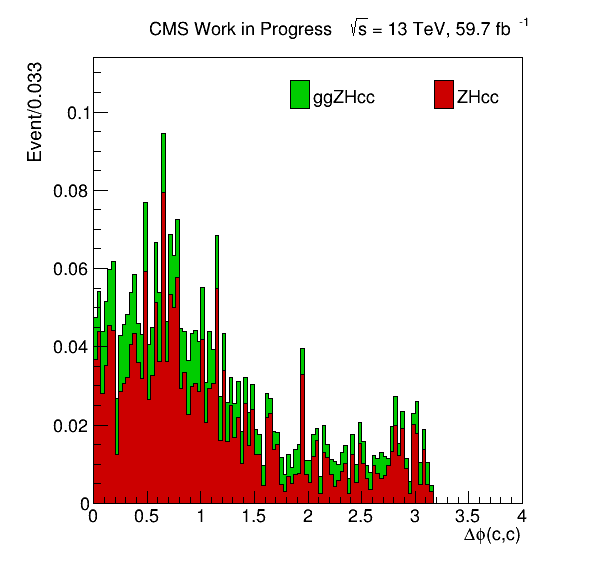 CMS Work in Progress √s = 13 TeV, 59.7 fb⁻¹
Event/0.033
ggZHcc ZHcc
0.1
0.08
0.06
0.04
0.02
0
0 0.5 1 1.5 2 2.5 3 3.5 4
Δϕ(c,c)